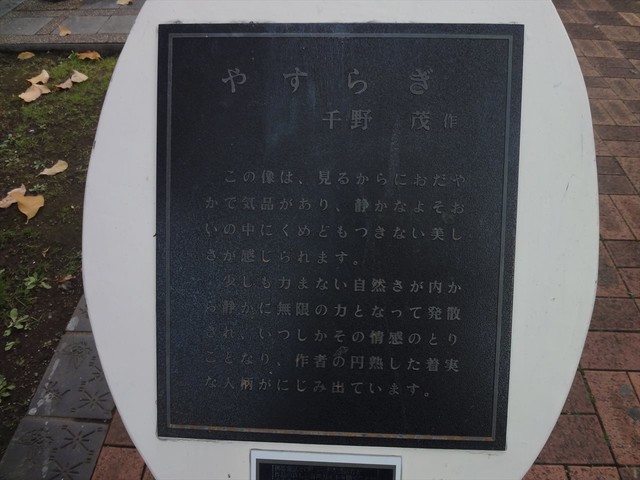 やすらぎ
千野 茂 作
この像は、見るからにおだや
かで気品があり、静かなよそお
いの中にくめどもつきない美し
さが感じられます。
少しも力まない自然さが内か
ら静かに無限の力となって発散
され、いつしかその情感のとり
ことなり、作者の円熟した着実
な人柄がにじみ出ています。